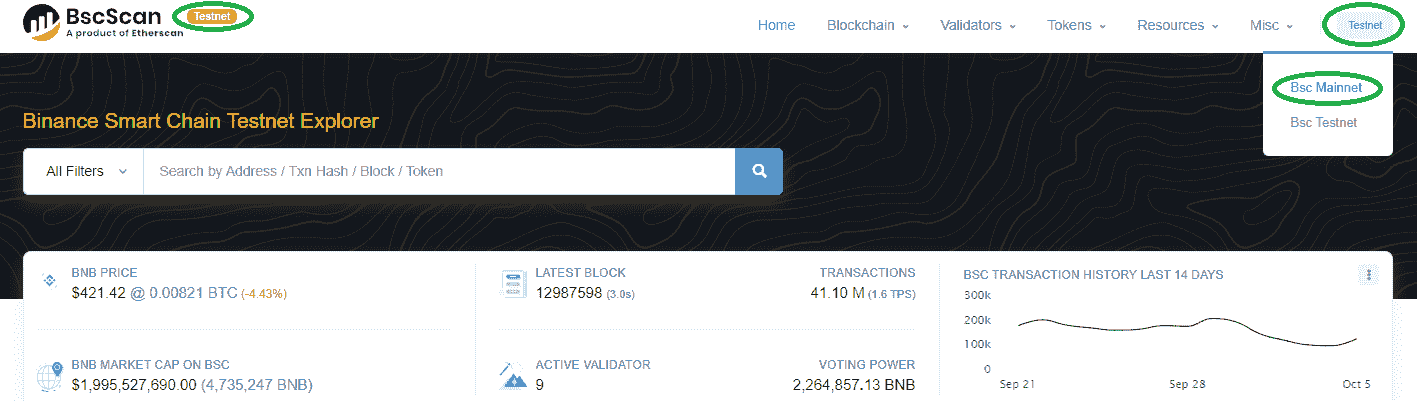 BscScan Testnet
A product of Etherscan
Home Blockchain Validators Tokens Resources Misc Testnet
Bsc Mainnet
Bsc Testnet
Binance Smart Chain Testnet Explorer
All Filters Search by Address / Txn Hash / Block / Token
BNB PRICE
$421.42 @ 0.00821 BTC (-4.43%)
LATEST BLOCK
12987598 (3.0s)
TRANSACTIONS
41.10 M (1.6 TPS)
BNB MARKET CAP ON BSC
$1,995,527,690.00 (4,735,247 BNB)
ACTIVE VALIDATOR
9
VOTING POWER
2,264,857.13 BNB
BSC TRANSACTION HISTORY LAST 14 DAYS
300k
200k
100k
0
Sep 21 Sep 28 Oct 5